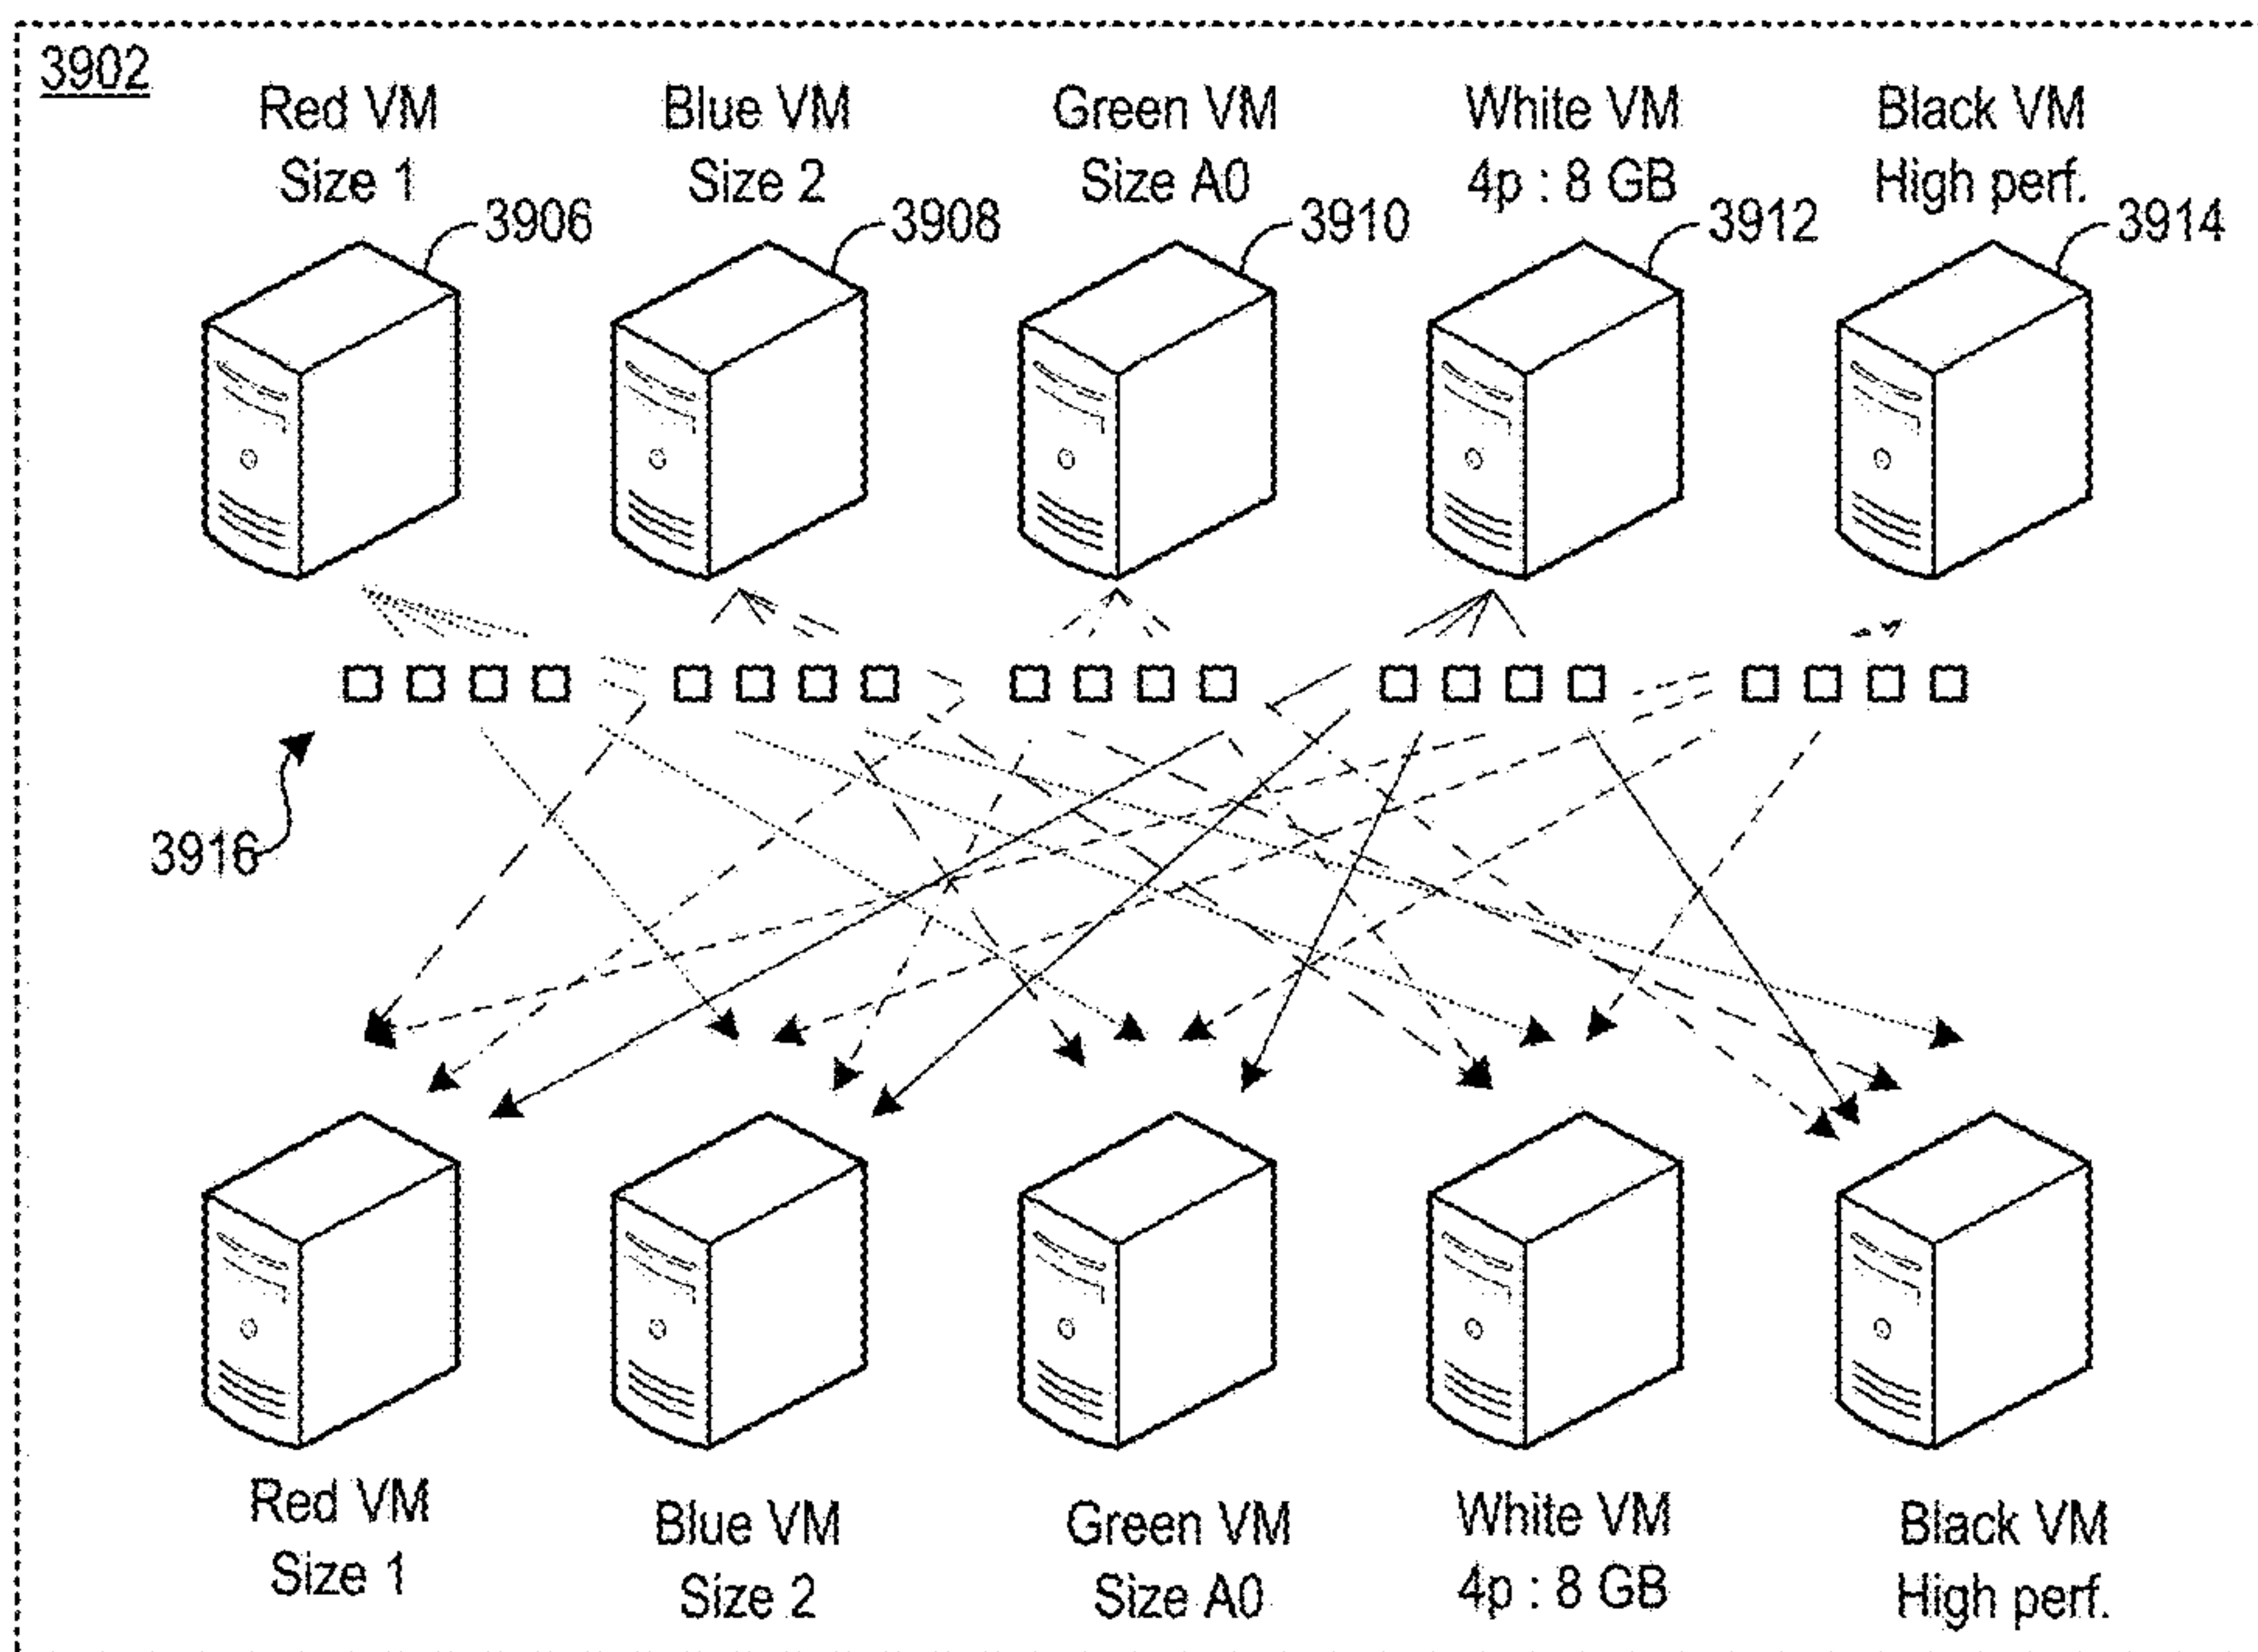 3902
Red VM
Size 1
Blue VM
Size 2
Green VM
Size A0
White VM
4p : 8 GB
Black VM
High perf.
3906
3908
3910
3912
3914
3916
Red VM
Size 1
Blue VM
Size 2
Green VM
Size A0
White VM
4p : 8 GB
Black VM
High perf.